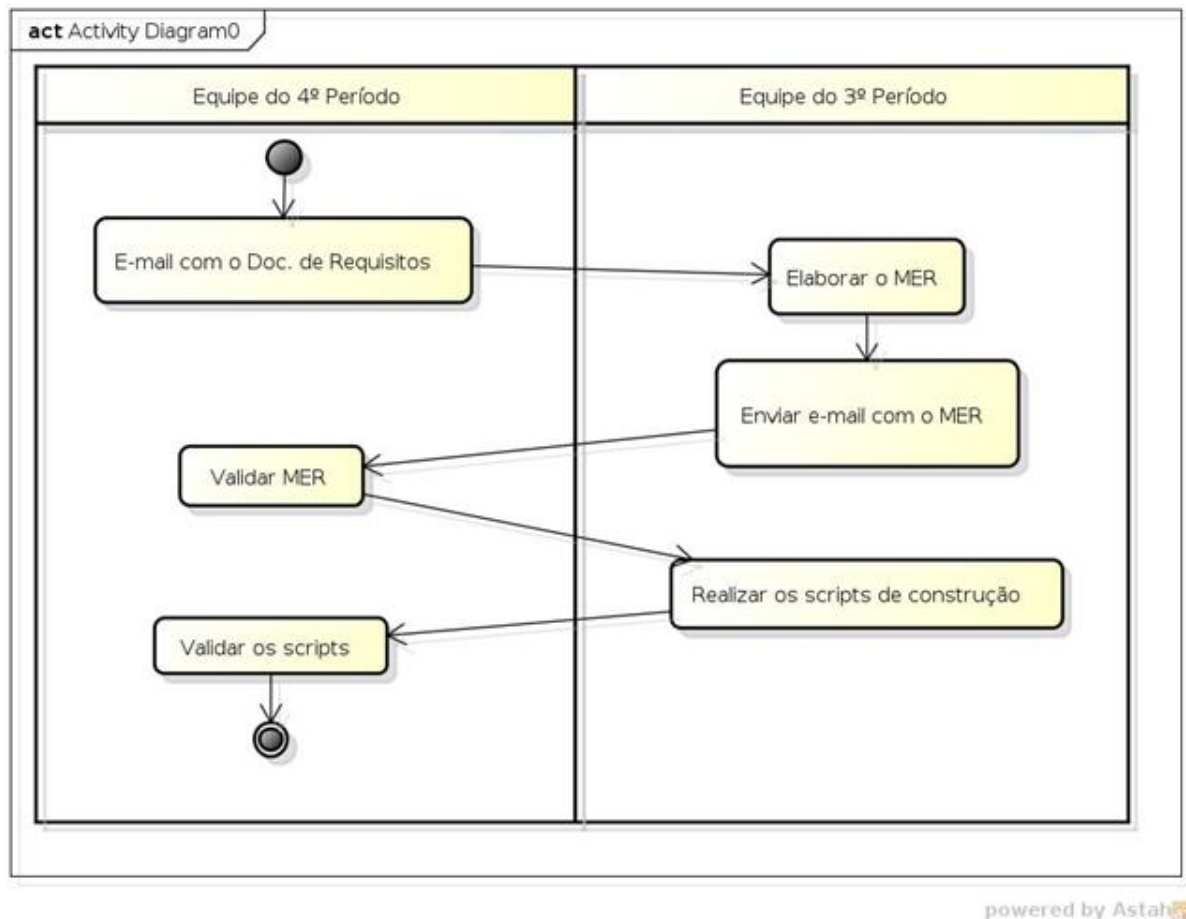 act Activity Diagram0
Equipe do 4º Período
Equipe do 3º Período
E-mail com o Doc. de Requisitos
Elaborar o MER
Enviar e-mail com o MER
Validar MER
Realizar os scripts de construção
Validar os scripts
powered by Astah